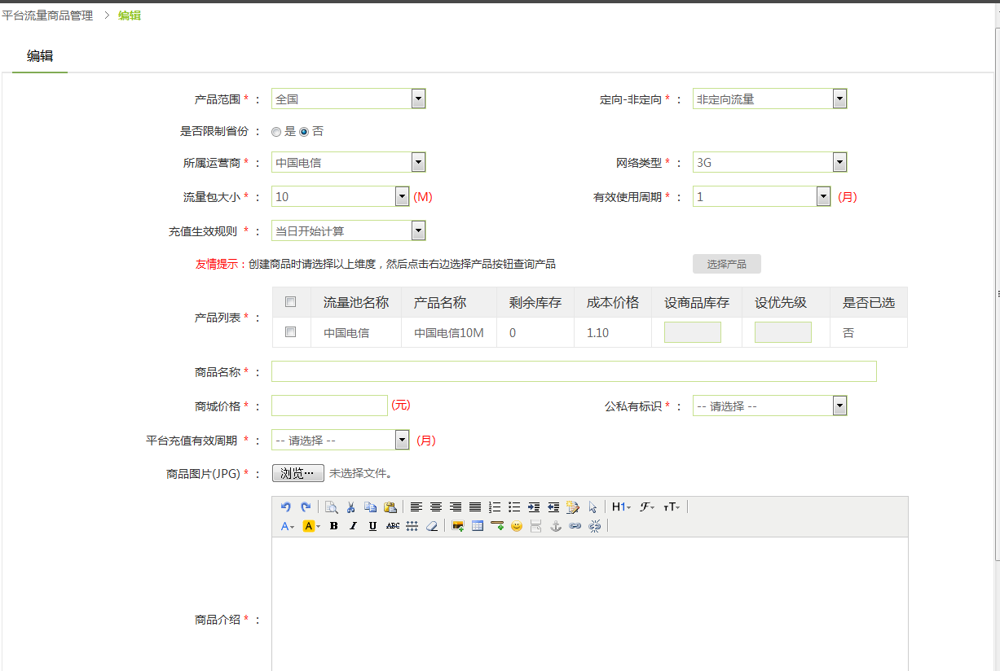 平台流量商品管理 > 编辑
编辑
产品范围 * ： 全国 定向-非定向 * ： 非定向流量
是否限制省份 ： 是 否
所属运营商 * ： 中国电信 网络类型 * ： 3G
流量包大小 * ： 10 (M) 有效使用周期 * ： 1 (月)
充值生效规则 * ： 当日开始计算
友情提示：创建商品时请选择以上维度，然后点击右边选择产品按钮查询产品 选择产品
产品列表 * ：
流量池名称 产品名称 剩余库存 成本价格 设商品库存 设优先级 是否已选
中国电信 中国电信10M 0 1.10 否
商品名称 * ：
商城价格 * ： (元) 公私有标识 * ： -- 请选择 --
平台充值有效周期 * ： -- 请选择 -- (月)
商品图片(JPG) * ： 浏览… 未选择文件。
H1 F TT
A A B I U ABC
商品介绍 * ：